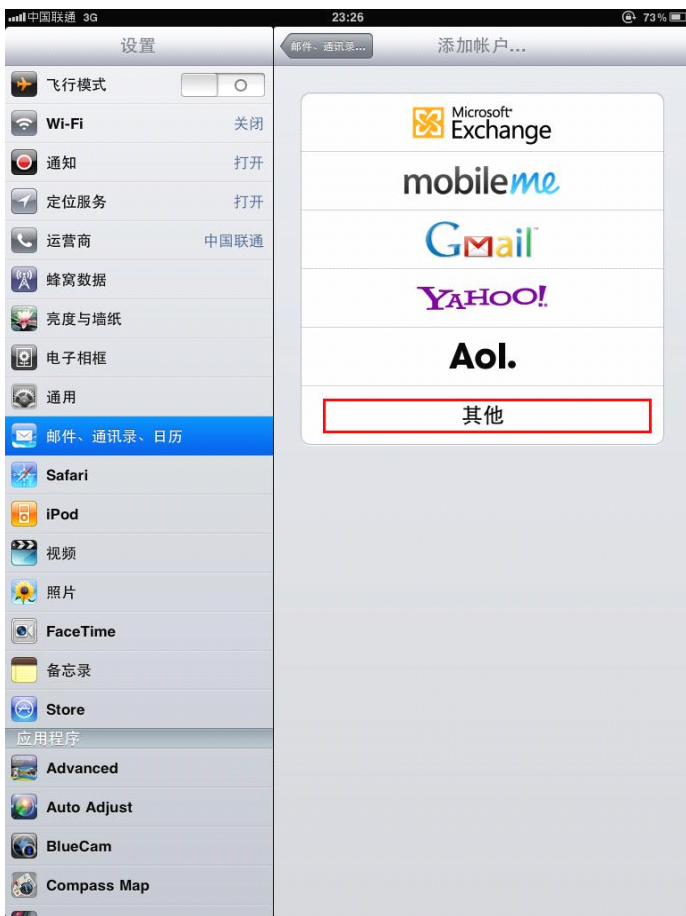 中国联通 3G 23:26 73%
设置
飞行模式
Wi-Fi 关闭
通知 打开
定位服务 打开
运营商 中国联通
蜂窝数据
亮度与墙纸
电子相框
通用
邮件、通讯录、日历
Safari
iPod
视频
照片
FaceTime
备忘录
Store
应用程序
Advanced
Auto Adjust
BlueCam
Compass Map
邮件、通讯录...
添加帐户...
Microsoft
Exchange
mobileme
Gmail
YAHOO!
Aol.
其他